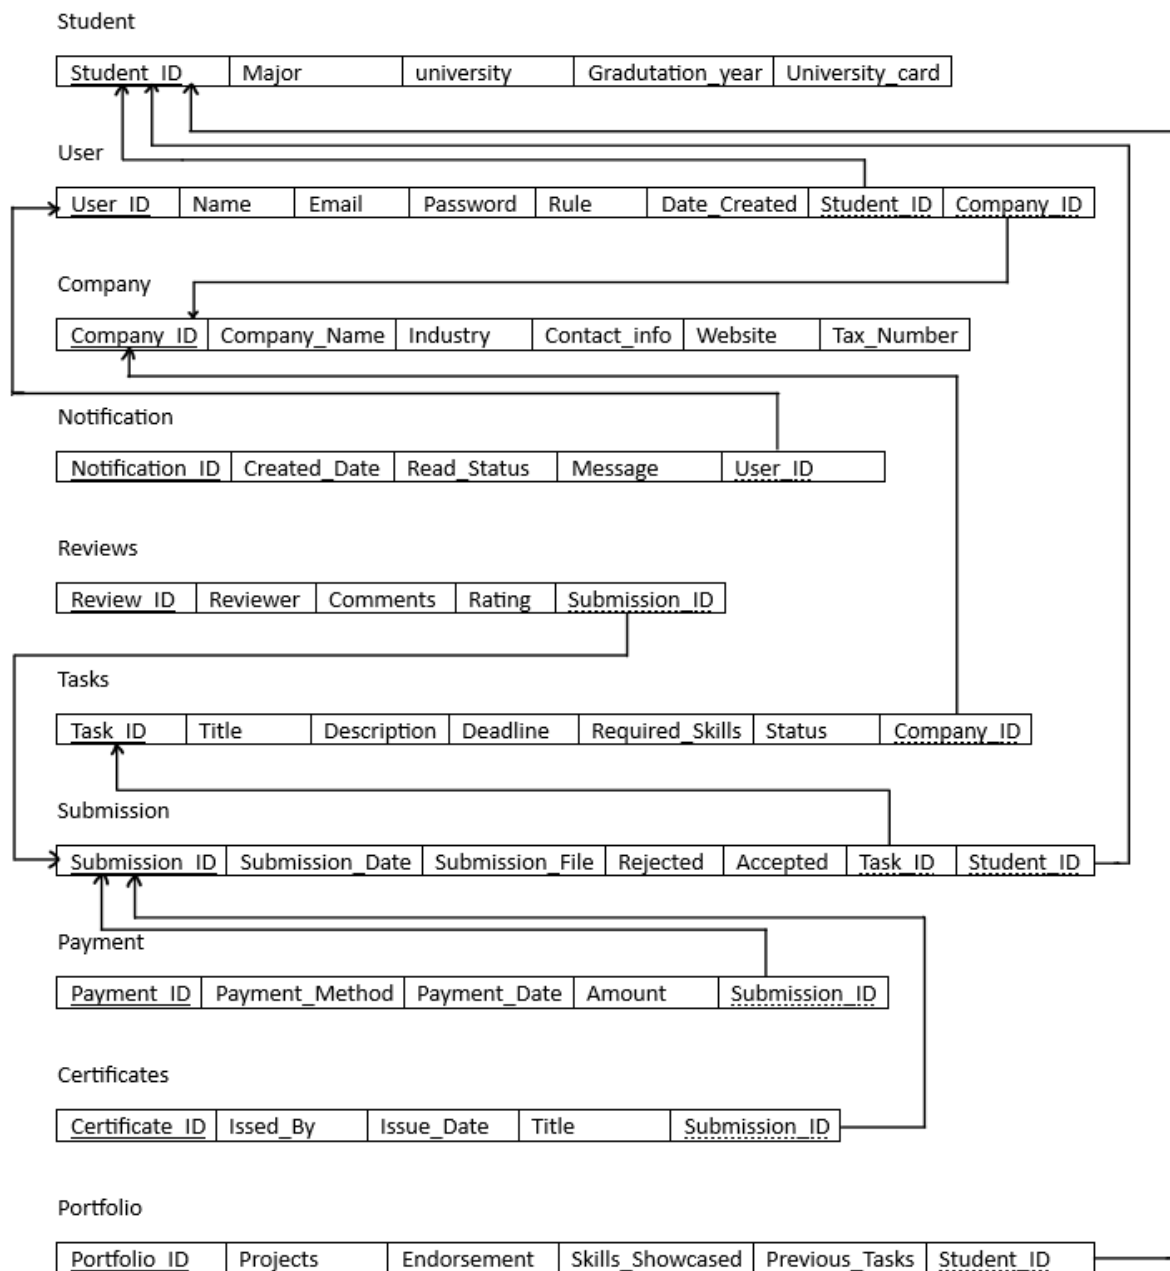 Student
Student_ID Major university Gradutation_year University_card
User
User_ID Name Email Password Rule Date_Created Student_ID Company_ID
Company
Company_ID Company_Name Industry Contact_info Website Tax_Number
Notification
Notification_ID Created_Date Read_Status Message User_ID
Reviews
Review_ID Reviewer Comments Rating Submission_ID
Tasks
Task_ID Title Description Deadline Required_Skills Status Company_ID
Submission
Submission_ID Submission_Date Submission_File Rejected Accepted Task_ID Student_ID
Payment
Payment_ID Payment_Method Payment_Date Amount Submission_ID
Certificates
Certificate_ID Issed_By Issue_Date Title Submission_ID
Portfolio
Portfolio_ID Projects Endorsement Skills_Showcased Previous_Tasks Student_ID